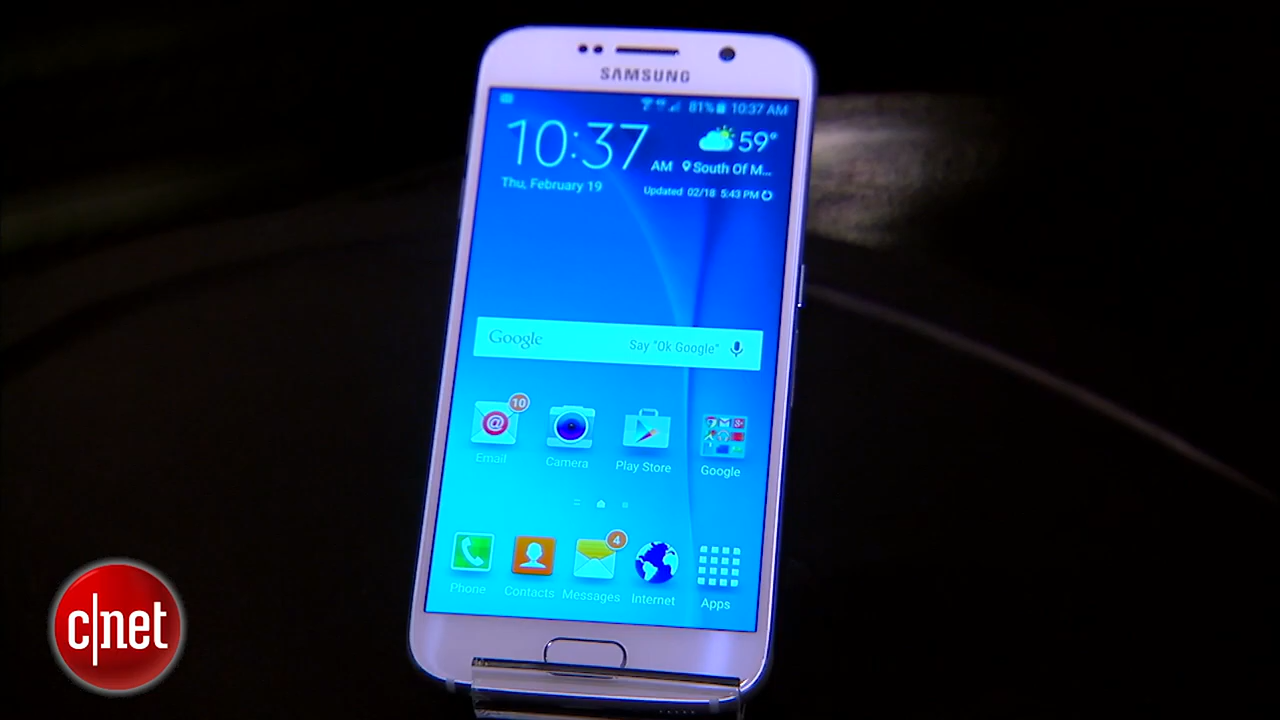 SAMSUNG
81% 10:37 AM
10:37 AM
Thu, February 19
59°
South Of M...
Updated 02/18 5:43 PM
Google Say "Ok Google"
10
@
Email Camera Play Store Google
4
Phone Contacts Messages Internet Apps
c|net